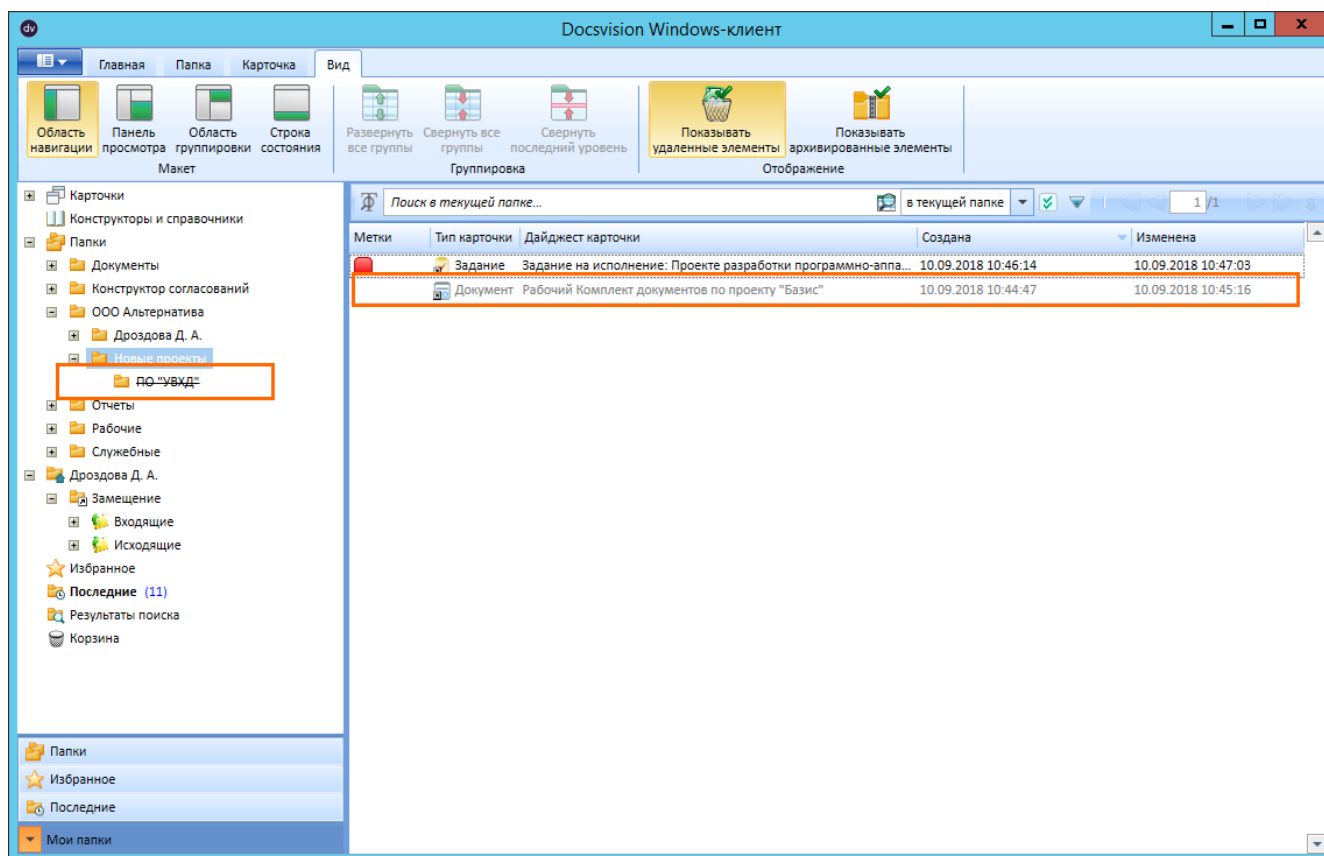 dv
Docsvision Windows-клиент
Главная Папка Карточка Вид
Область навигации
Панель просмотра
Область группировки
Строка состояния
Макет
Развернуть все группы
Свернуть все группы
Свернуть последний уровень
Группировка
Показывать удаленные элементы
Показывать архивированные элементы
Отображение
Карточки
Конструкторы и справочники
Папки
Документы
Конструктор согласований
ООО Альтернатива
Дроздова Д. А.
Новые проекты
ПО "УВХД"
Отчеты
Рабочие
Служебные
Дроздова Д. А.
Замещение
Входящие
Исходящие
Избранное
Последние (11)
Результаты поиска
Корзина
Папки
Избранное
Последние
Мои папки
Поиск в текущей папке... в текущей папке 1 /1
Метки Тип карточки Дайджест карточки Создана Изменена
Задание Задание на исполнение: Проекте разработки программно-аппа... 10.09.2018 10:46:14 10.09.2018 10:47:03
Документ Рабочий Комплект документов по проекту "Базис" 10.09.2018 10:44:47 10.09.2018 10:45:16